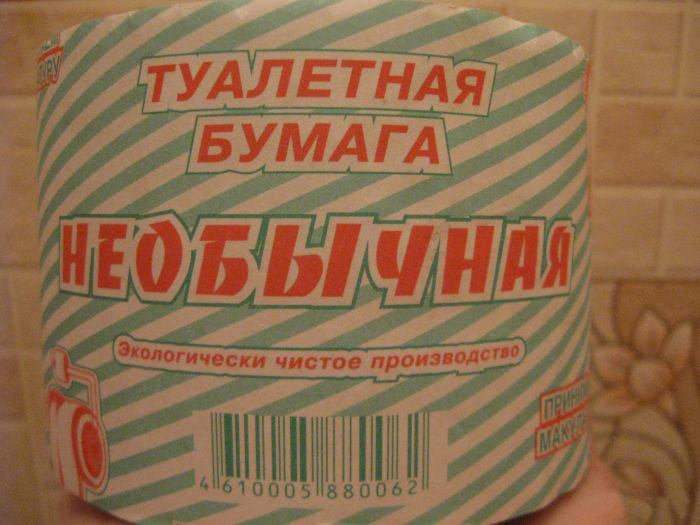 ТУАЛЕТНАЯ
БУМАГА
НЕОБЫЧНАЯ
Экологически чистое производство
4 610005 880062